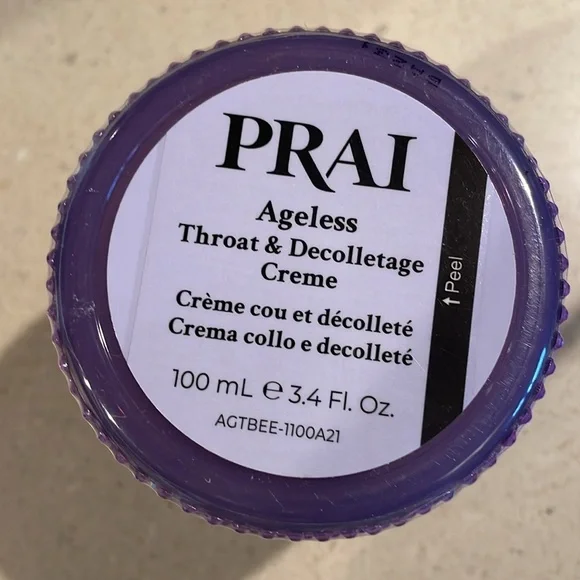 PRAI
Ageless
Throat & Decolletage
Creme
Crème cou et décolleté
Crema collo e decolleté
100 mL ℮ 3.4 Fl. Oz.
AGTBEE-1100A21
↑ Peel